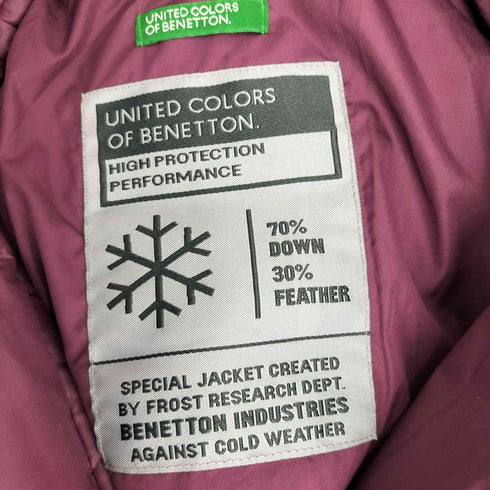 UNITED COLORS
OF BENETTON.
UNITED COLORS
OF BENETTON.
HIGH PROTECTION
PERFORMANCE
70%
DOWN
30%
FEATHER
SPECIAL JACKET CREATED
BY FROST RESEARCH DEPT.
BENETTON INDUSTRIES
AGAINST COLD WEATHER